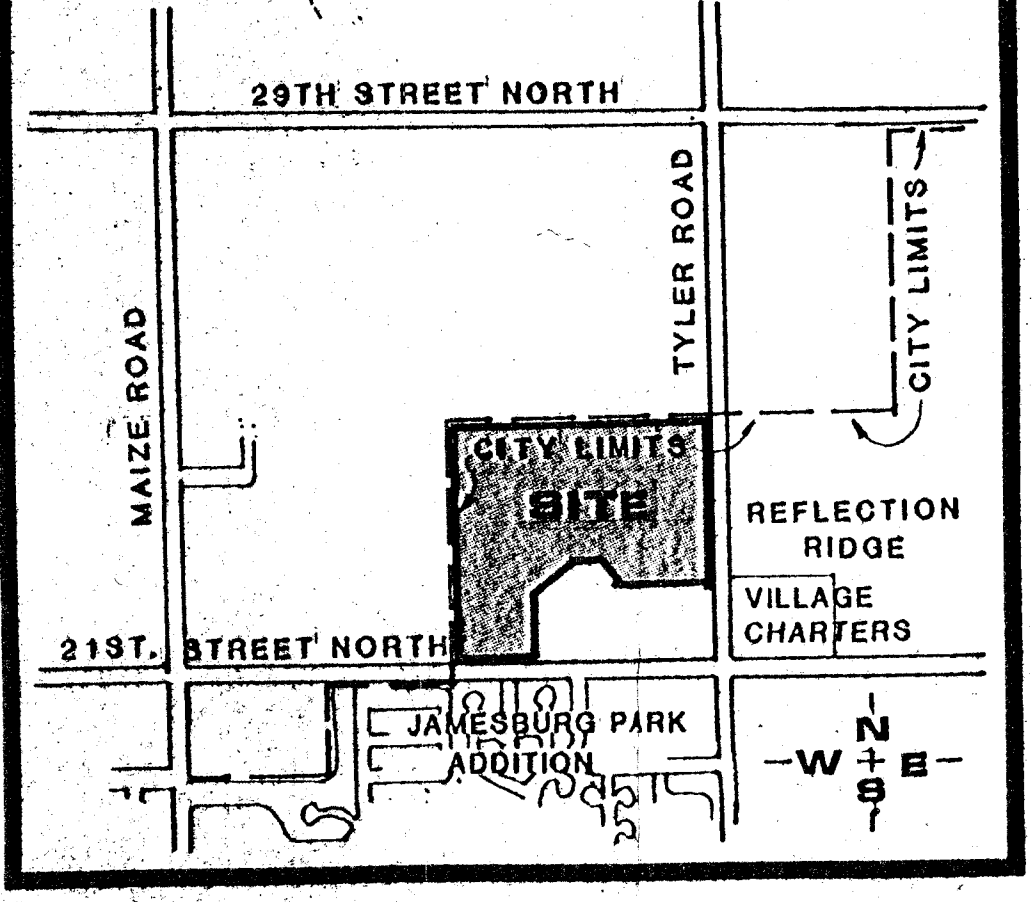 29TH STREET NORTH
TYLER ROAD
CITY LIMITS
MAIZE ROAD
CITY LIMITS
SITE
REFLECTION
RIDGE
VILLAGE
CHARTERS
21ST. STREET NORTH
JAMESBURG PARK
ADDITION
N
W E
S